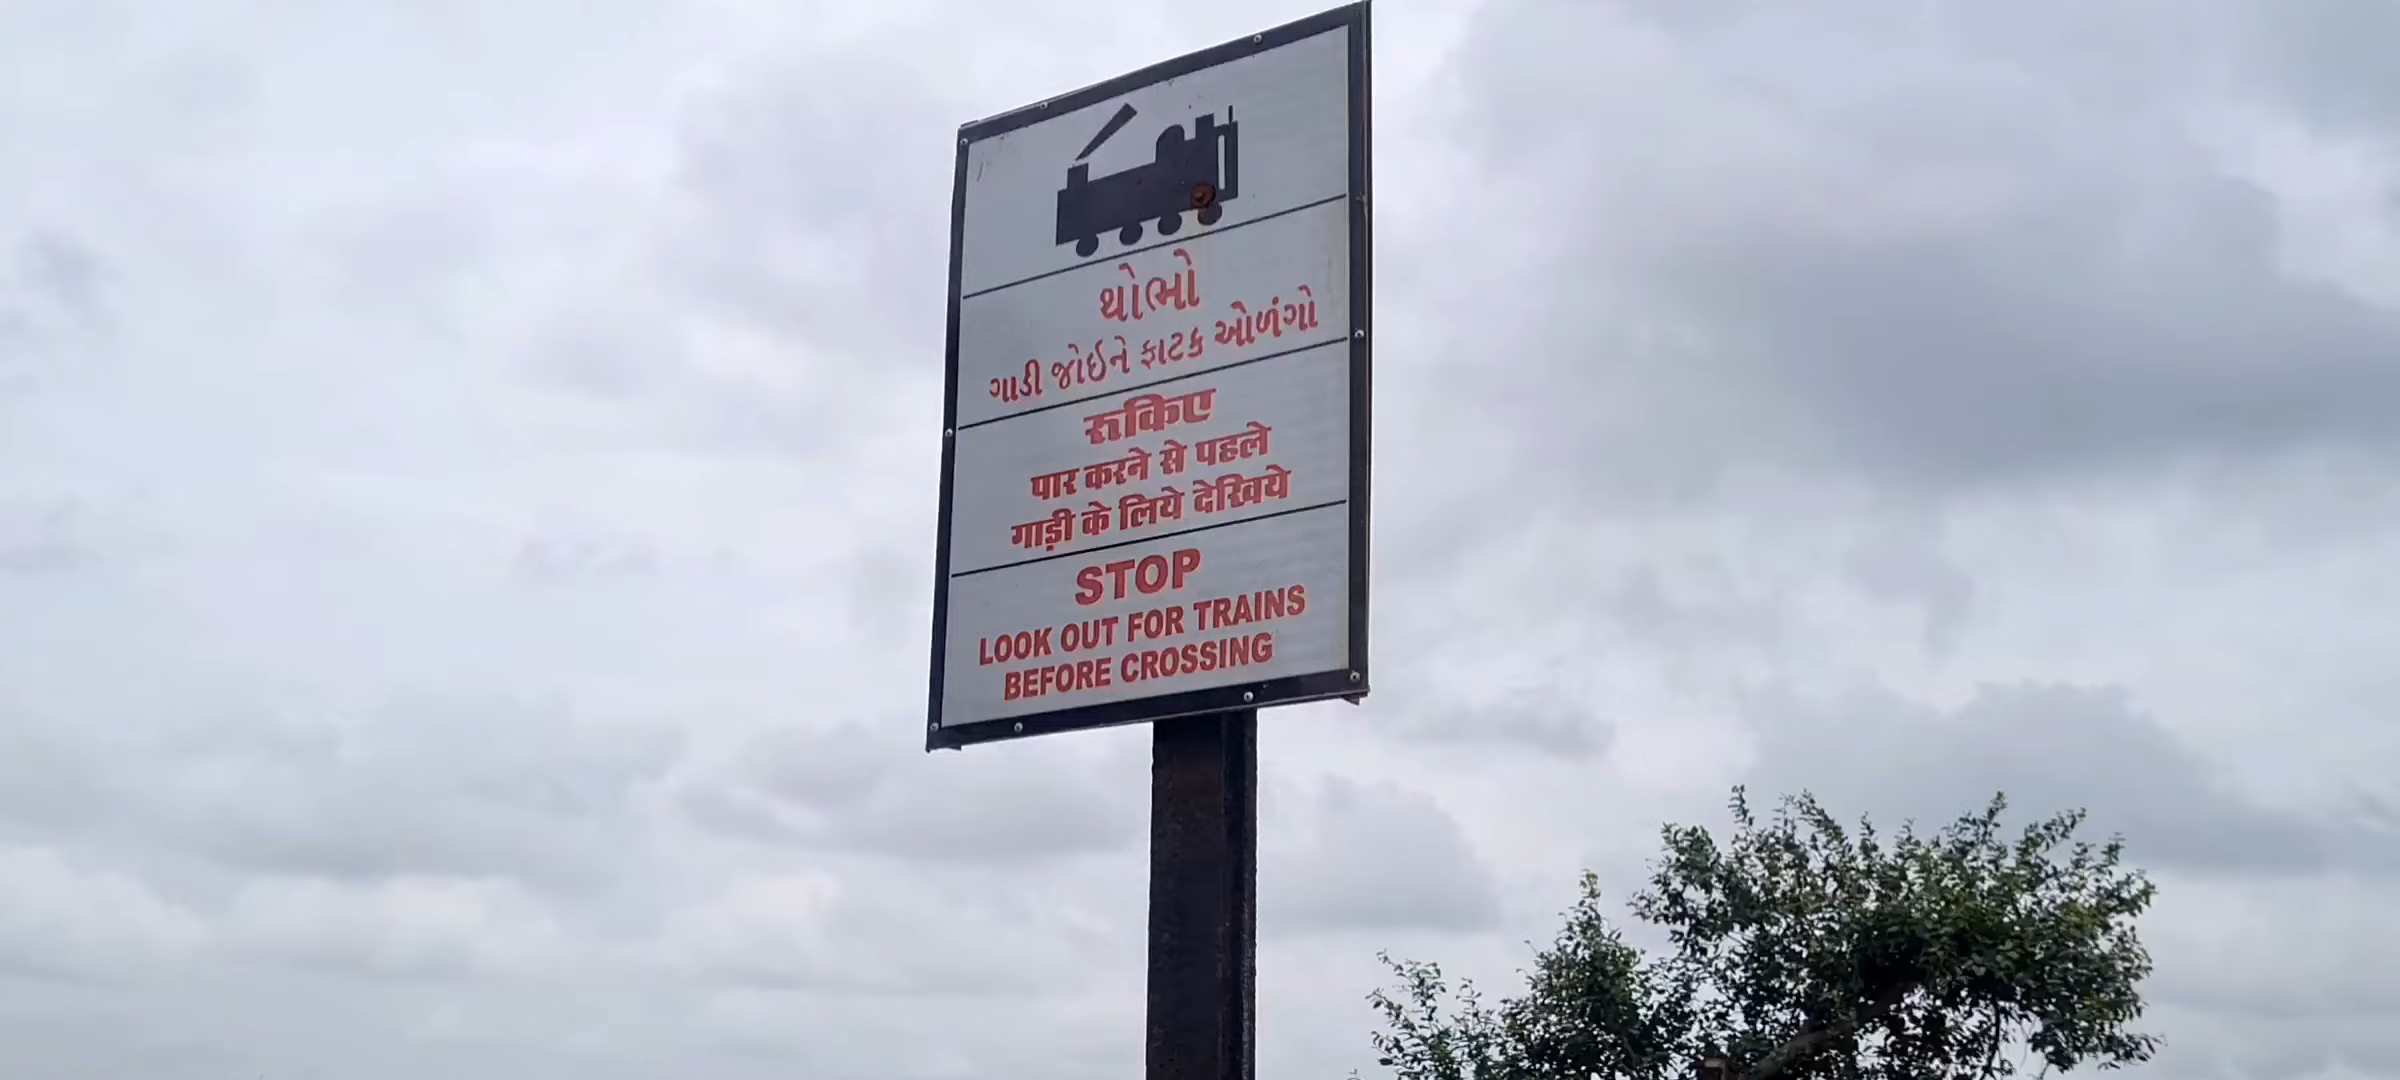 થોભો
ગાડી જોઇને ફાટક ઓળંગો
रूकिए
पार करने से पहले
गाड़ी के लिये देखिये
STOP
LOOK OUT FOR TRAINS
BEFORE CROSSING